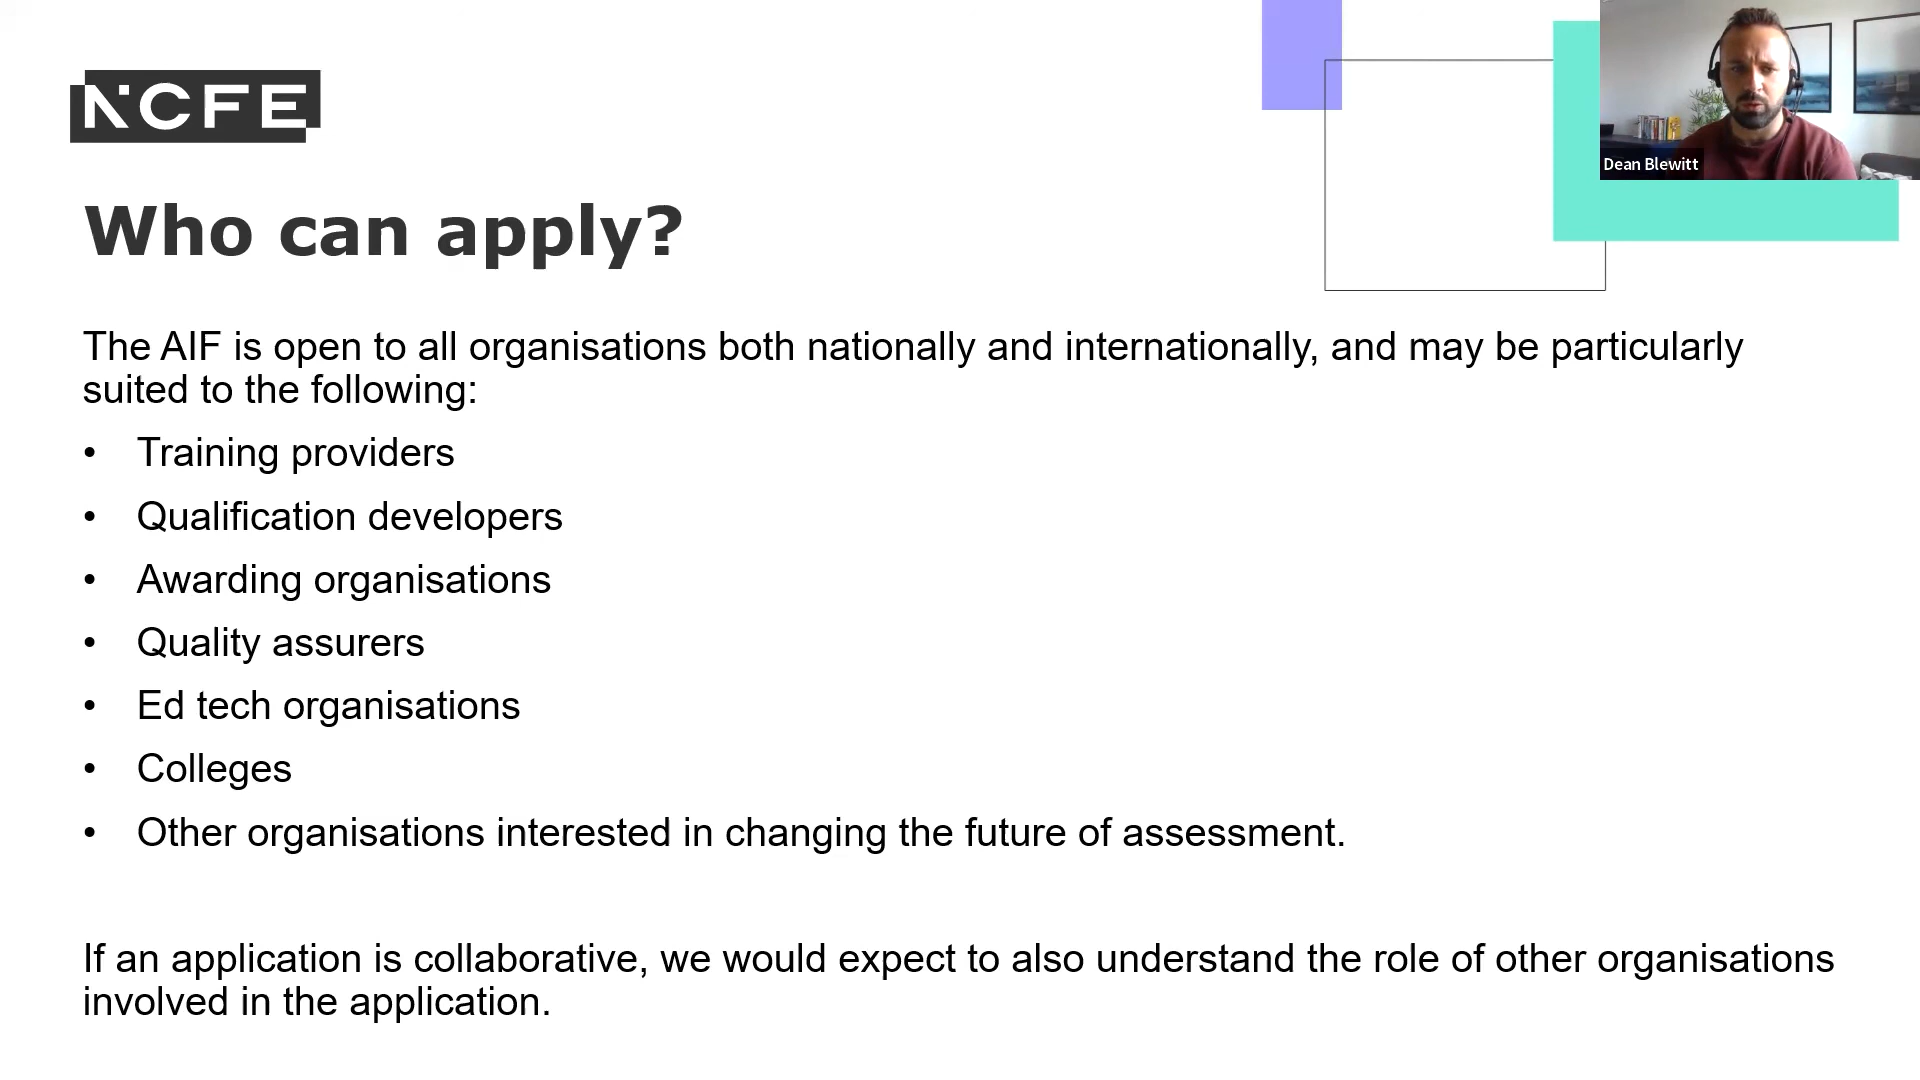 NCFE
Dean Blewitt
Who can apply?
The AIF is open to all organisations both nationally and internationally, and may be particularly
suited to the following:
• Training providers
• Qualification developers
• Awarding organisations
• Quality assurers
• Ed tech organisations
• Colleges
• Other organisations interested in changing the future of assessment.
If an application is collaborative, we would expect to also understand the role of other organisations
involved in the application.